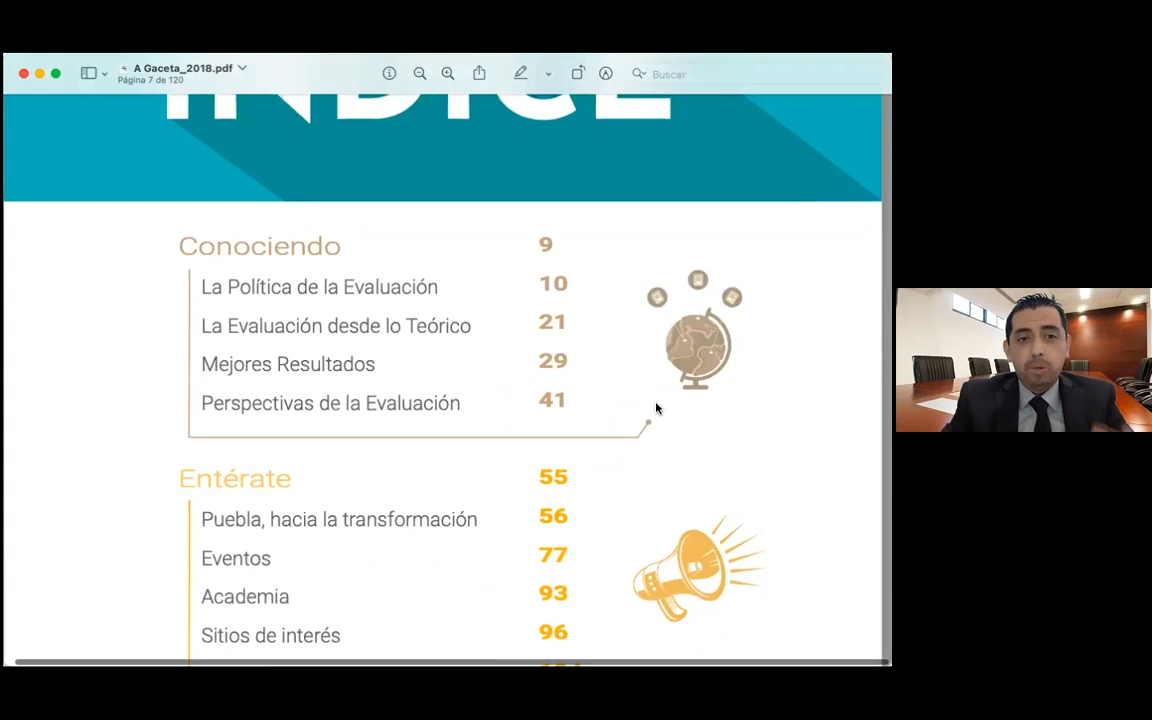 A Gaceta_2018.pdf
Página 7 de 120
Buscar
ÍNDICE
Conociendo 9
La Política de la Evaluación 10
La Evaluación desde lo Teórico 21
Mejores Resultados 29
Perspectivas de la Evaluación 41
Entérate 55
Puebla, hacia la transformación 56
Eventos 77
Academia 93
Sitios de interés 96